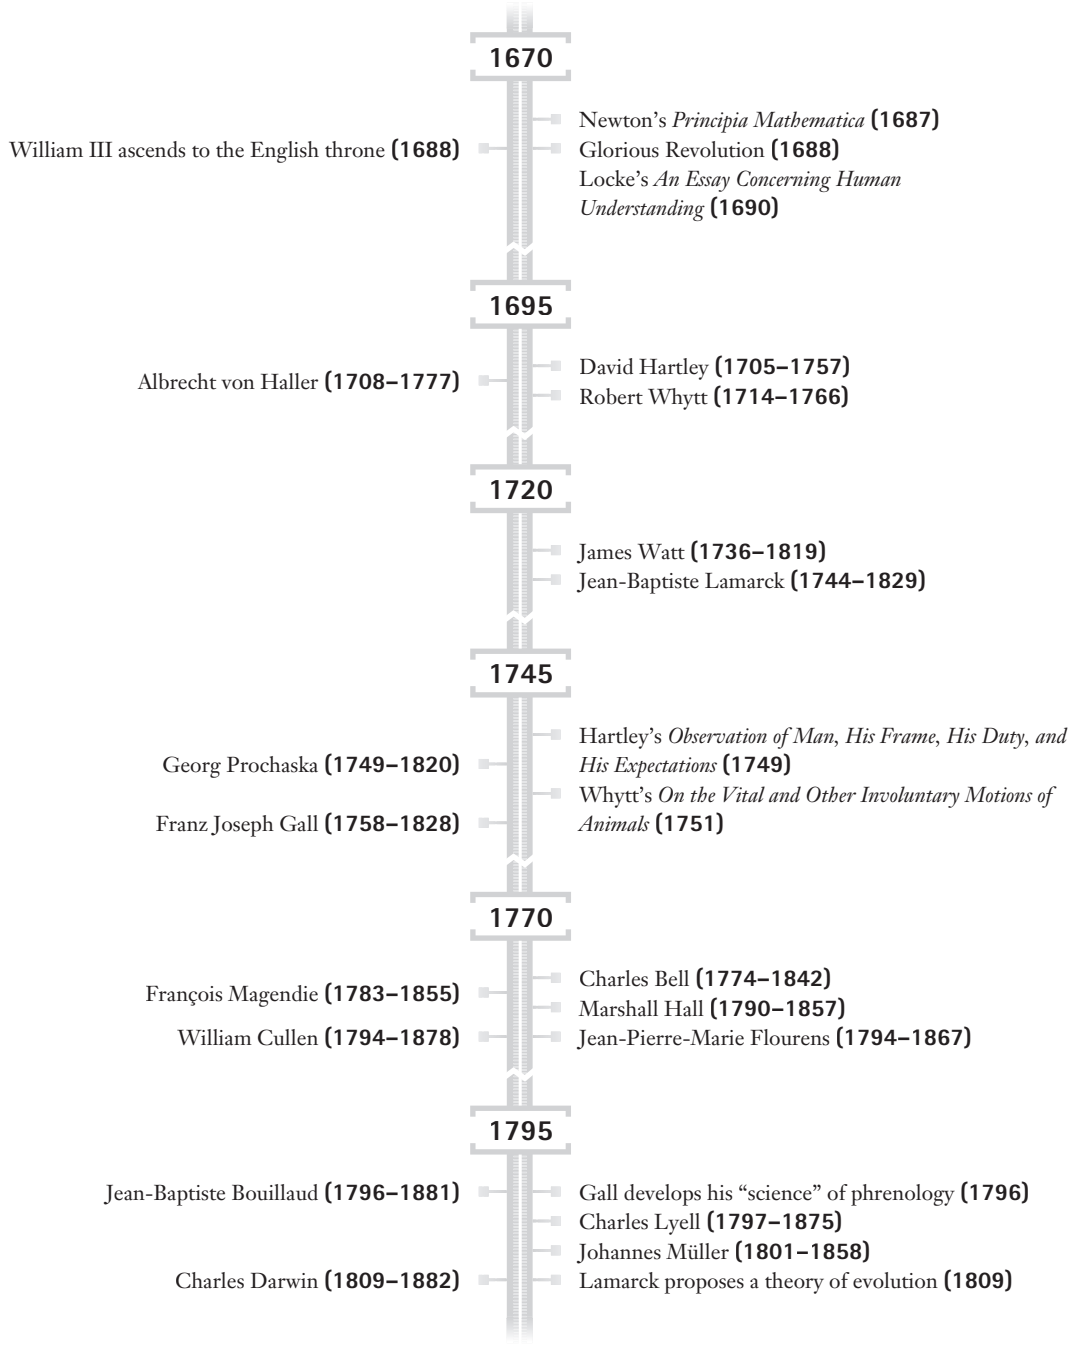 1670
Newton’s Principia Mathematica (1687)
William III ascends to the English throne (1688)
Glorious Revolution (1688)
Locke’s An Essay Concerning Human
Understanding (1690)
1695
David Hartley (1705–1757)
Albrecht von Haller (1708–1777)
Robert Whytt (1714–1766)
1720
James Watt (1736–1819)
Jean-Baptiste Lamarck (1744–1829)
1745
Hartley’s Observation of Man, His Frame, His Duty, and
His Expectations (1749)
Georg Prochaska (1749–1820)
Whytt’s On the Vital and Other Involuntary Motions of
Animals (1751)
Franz Joseph Gall (1758–1828)
1770
Charles Bell (1774–1842)
François Magendie (1783–1855)
Marshall Hall (1790–1857)
William Cullen (1794–1878)
Jean-Pierre-Marie Flourens (1794–1867)
1795
Jean-Baptiste Bouillaud (1796–1881)
Gall develops his “science” of phrenology (1796)
Charles Lyell (1797–1875)
Johannes Müller (1801–1858)
Charles Darwin (1809–1882)
Lamarck proposes a theory of evolution (1809)